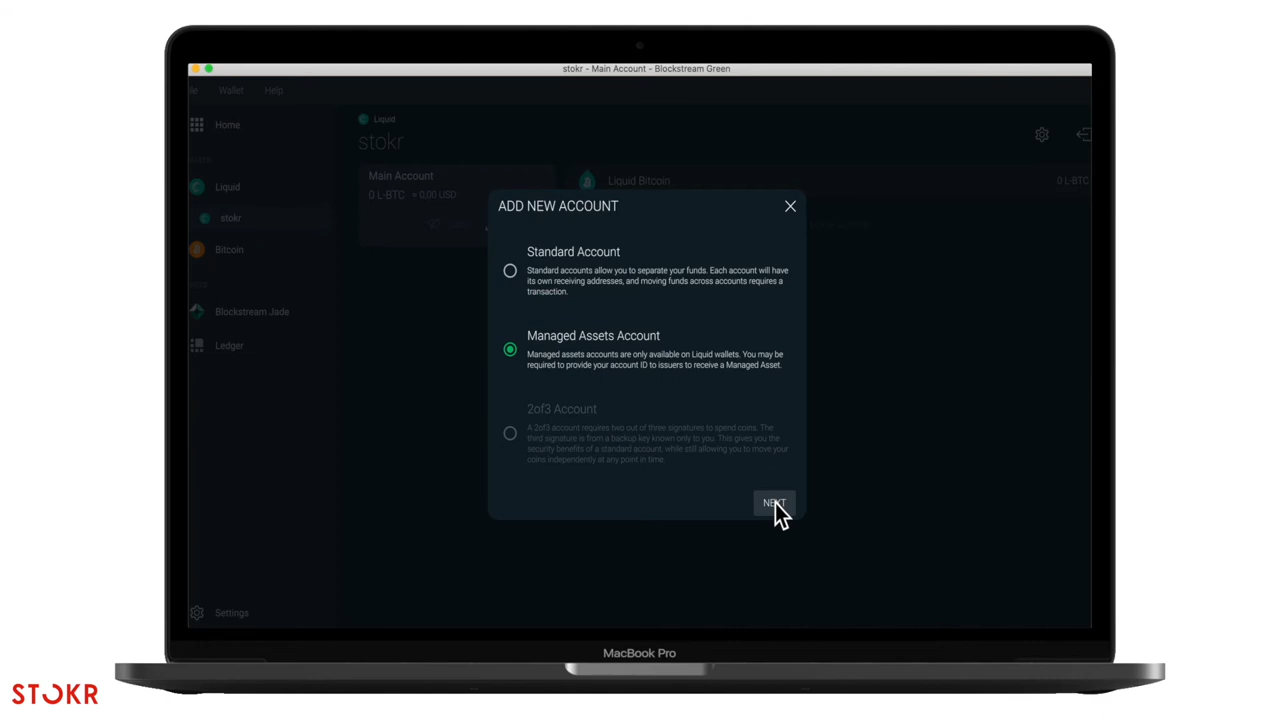 stokr - Main Account - Blockstream Green
Wallet Help
Home
Liquid
stokr
Bitcoin
Blockstream Jade
Ledger
Settings
Liquid
stokr
Main Account
0 L-BTC ≈ 0,00 USD
Liquid Bitcoin
0 L-BTC
ADD NEW ACCOUNT
Standard Account
Standard accounts allow you to separate your funds. Each account will have
its own receiving addresses, and moving funds across accounts requires a
transaction.
Managed Assets Account
Managed assets accounts are only available on Liquid wallets. You may be
required to provide your account ID to issuers to receive a Managed Asset.
2of3 Account
A 2of3 account requires two out of three signatures to spend coins. The
third signature is from a backup key known only to you. This gives you the
security benefits of a standard account, while still allowing you to move your
coins independently at any point in time.
NEXT
MacBook Pro
STOKR